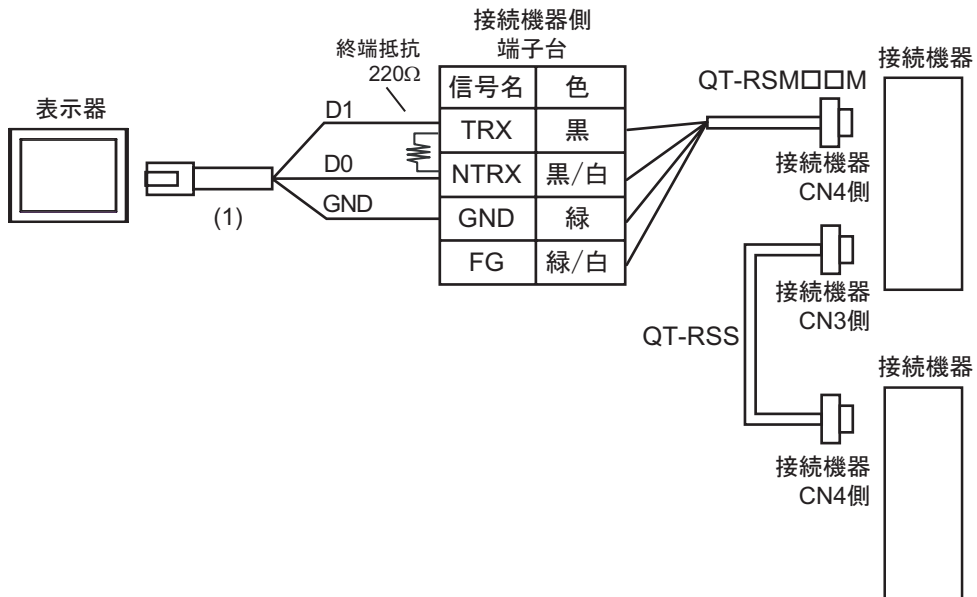 表示器
(1)
D1
D0
GND
終端抵抗
220Ω
接続機器側
端子台
信号名 色
TRX 黒
NTRX 黒/白
GND 緑
FG 緑/白
QT-RSM□□M
接続機器
接続機器
CN4側
接続機器
CN3側
QT-RSS
接続機器
接続機器
CN4側